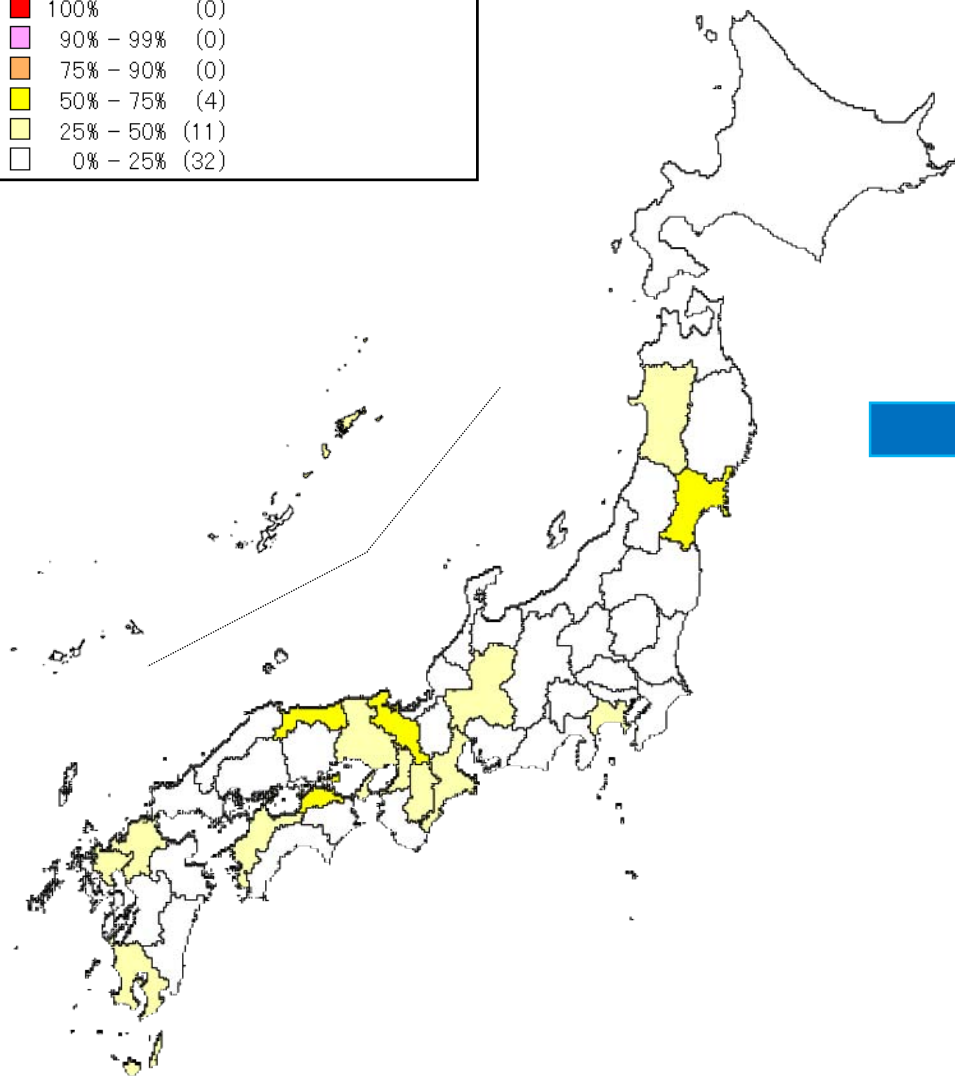 100% (0)
90% - 99% (0)
75% - 90% (0)
50% - 75% (4)
25% - 50% (11)
0% - 25% (32)